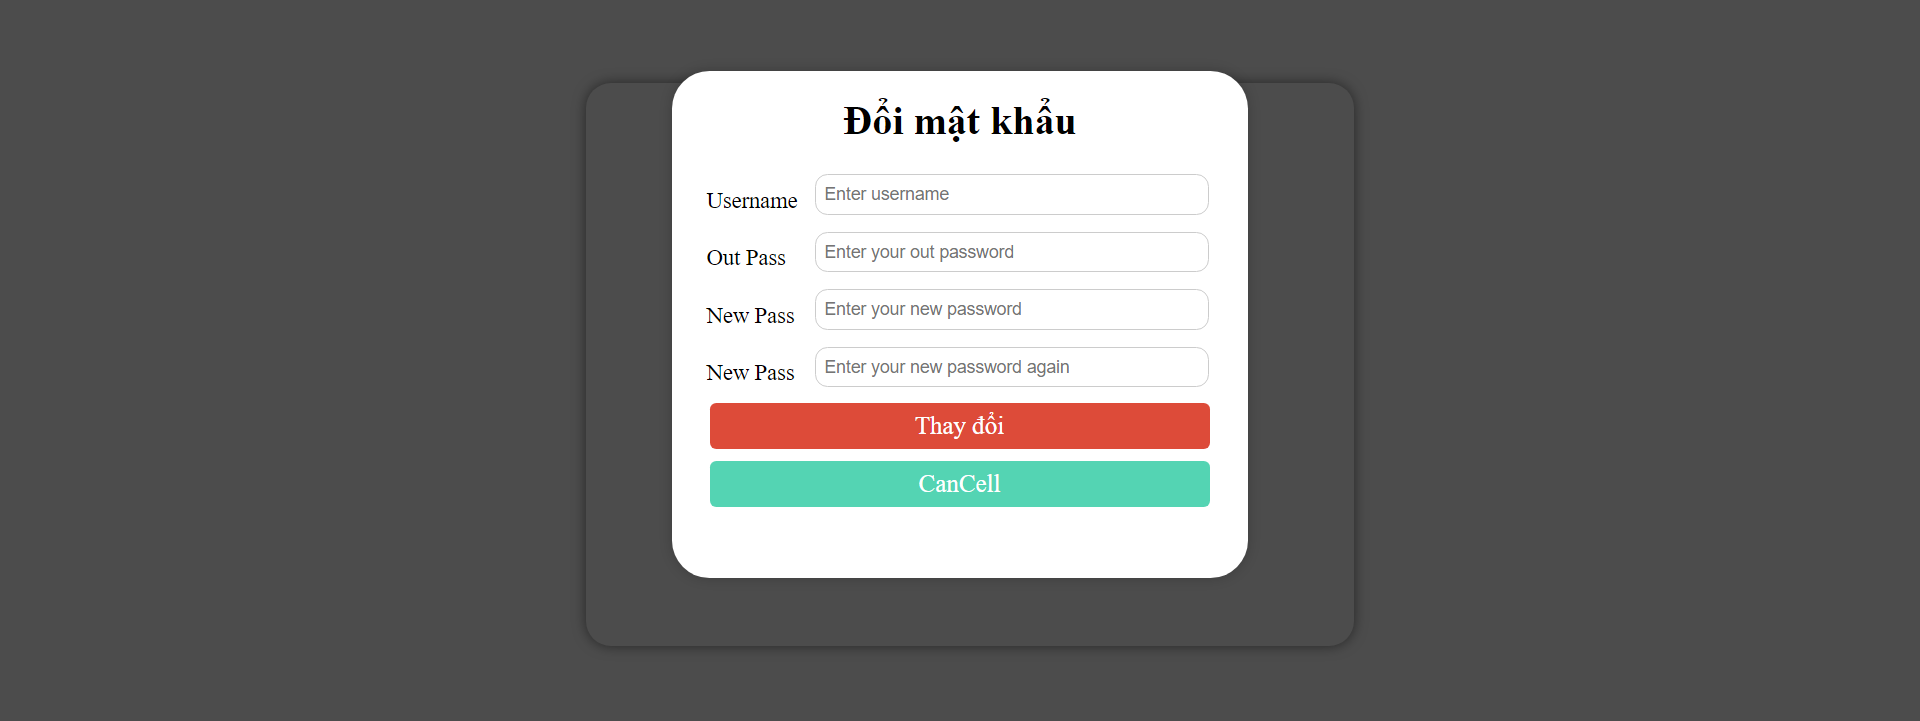 Đổi mật khẩu
Username Enter username
Out Pass Enter your out password
New Pass Enter your new password
New Pass Enter your new password again
Thay đổi
CanCell